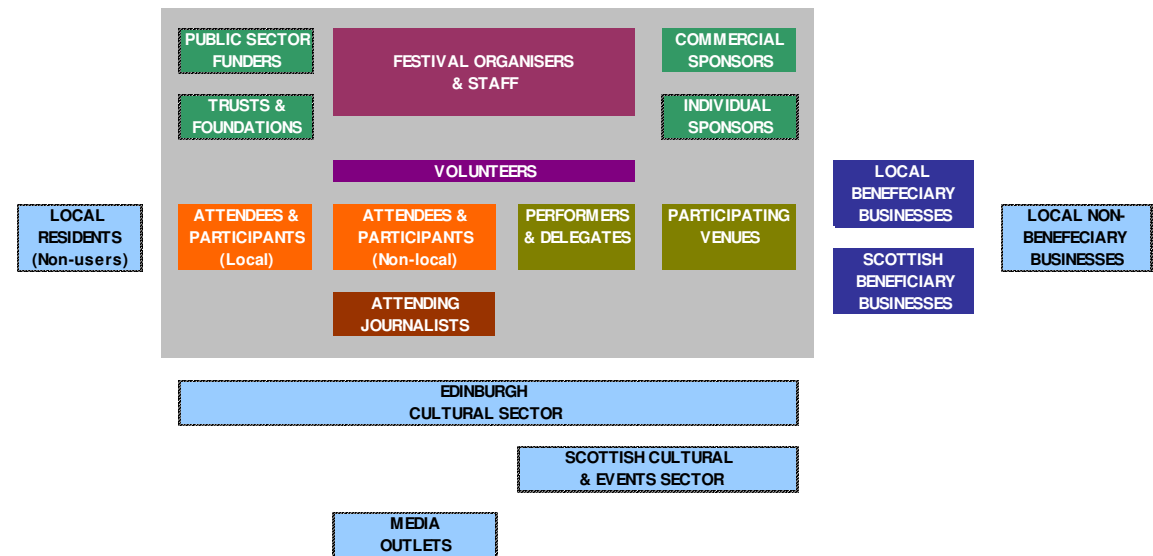 PUBLIC SECTOR
FUNDERS
FESTIVAL ORGANISERS
& STAFF
COMMERCIAL
SPONSORS
TRUSTS &
FOUNDATIONS
INDIVIDUAL
SPONSORS
VOLUNTEERS
LOCAL
BENEFECIARY
BUSINESSES
LOCAL
RESIDENTS
(Non-users)
ATTENDEES &
PARTICIPANTS
(Local)
ATTENDEES &
PARTICIPANTS
(Non-local)
PERFORMERS
& DELEGATES
PARTICIPATING
VENUES
LOCAL NON-
BENEFECIARY
BUSINESSES
SCOTTISH
BENEFICIARY
BUSINESSES
ATTENDING
JOURNALISTS
EDINBURGH
CULTURAL SECTOR
SCOTTISH CULTURAL
& EVENTS SECTOR
MEDIA
OUTLETS